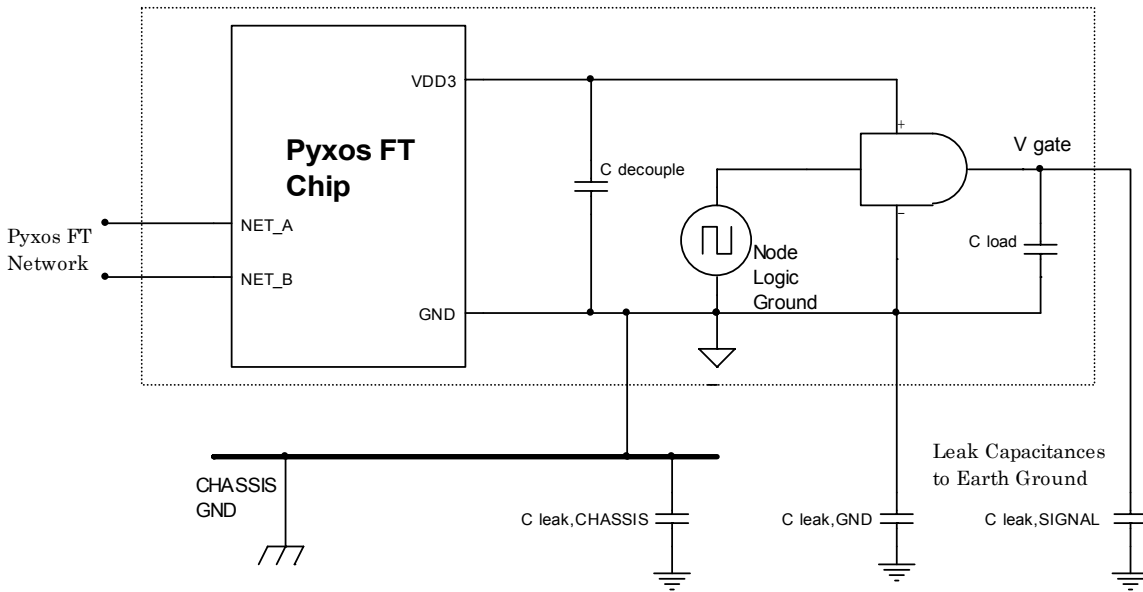 VDD3
Pyxos FT
Chip
C decouple
+
V gate
Pyxos FT
Network
NET_A
NET_B
−
C load
Node
Logic
Ground
GND
CHASSIS
GND
Leak Capacitances
to Earth Ground
C leak,CHASSIS
C leak,GND
C leak,SIGNAL